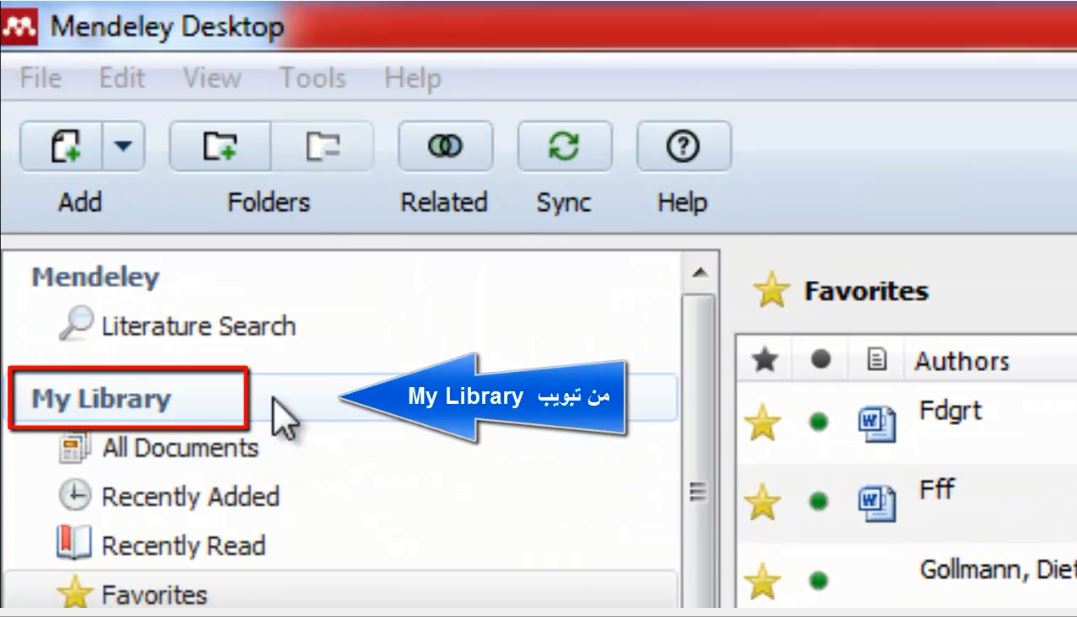 Mendeley Desktop
File Edit View Tools Help
Add Folders Related Sync Help
Mendeley
Literature Search
My Library
من تبويب My Library
All Documents
Recently Added
Recently Read
Favorites
Favorites
Authors
Fdgrt
Fff
Gollmann, Diet